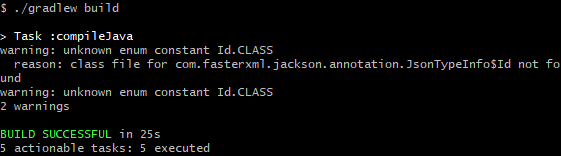 $ ./gradlew build
> Task :compileJava
warning: unknown enum constant Id.CLASS
  reason: class file for com.fasterxml.jackson.annotation.JsonTypeInfo$Id not fo
und
warning: unknown enum constant Id.CLASS
2 warnings
BUILD SUCCESSFUL in 25s
5 actionable tasks: 5 executed